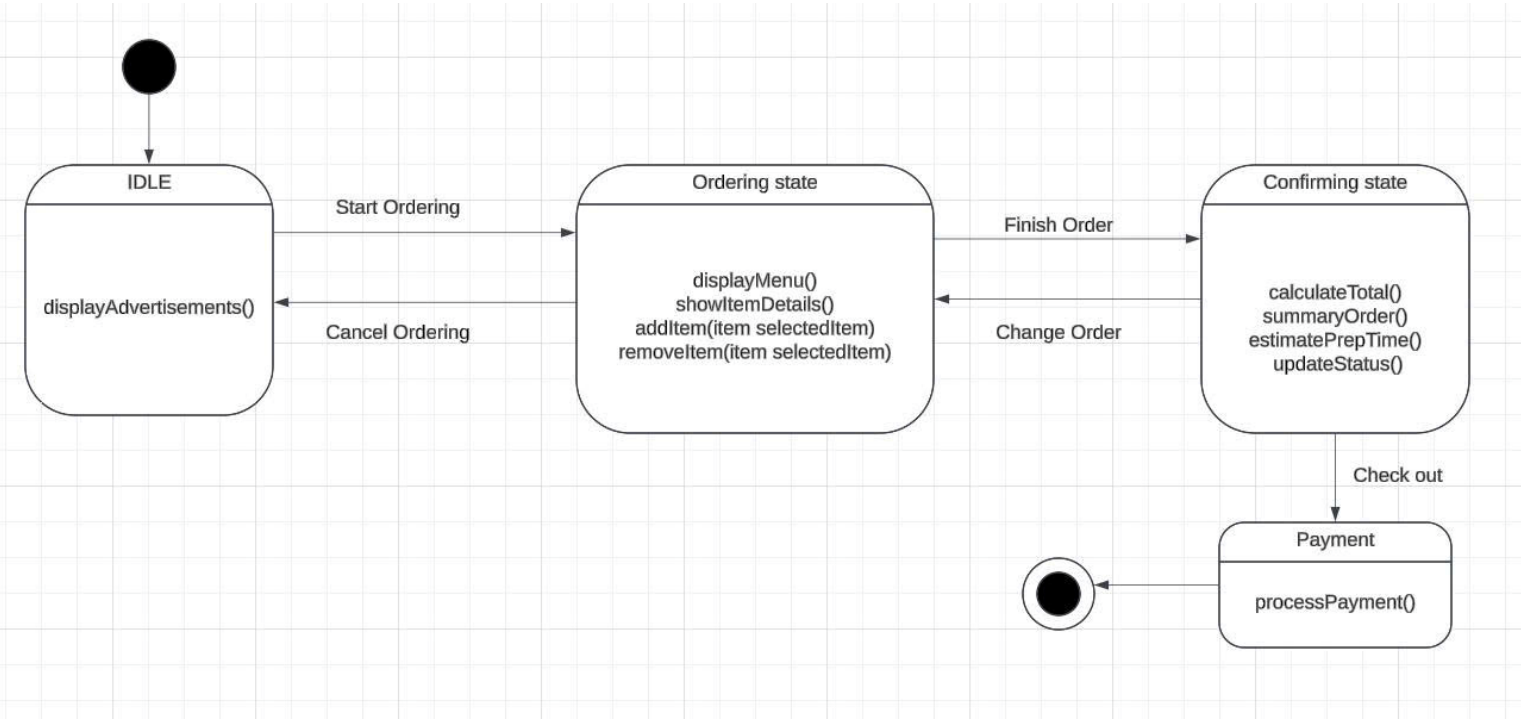 IDLE
displayAdvertisements()
Start Ordering
Cancel Ordering
Ordering state
displayMenu()
showItemDetails()
addItem(item selectedItem)
removeItem(item selectedItem)
Finish Order
Change Order
Confirming state
calculateTotal()
summaryOrder()
estimatePrepTime()
updateStatus()
Check out
Payment
processPayment()